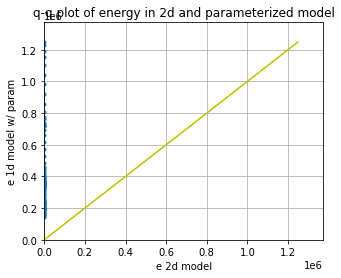 q-q plot of energy in 2d and parameterized model
1e6
1.2
1.0
0.8
0.6
0.4
0.2
0.0
e 1d model w/ param
0.0 0.2 0.4 0.6 0.8 1.0 1.2
1e6
e 2d model